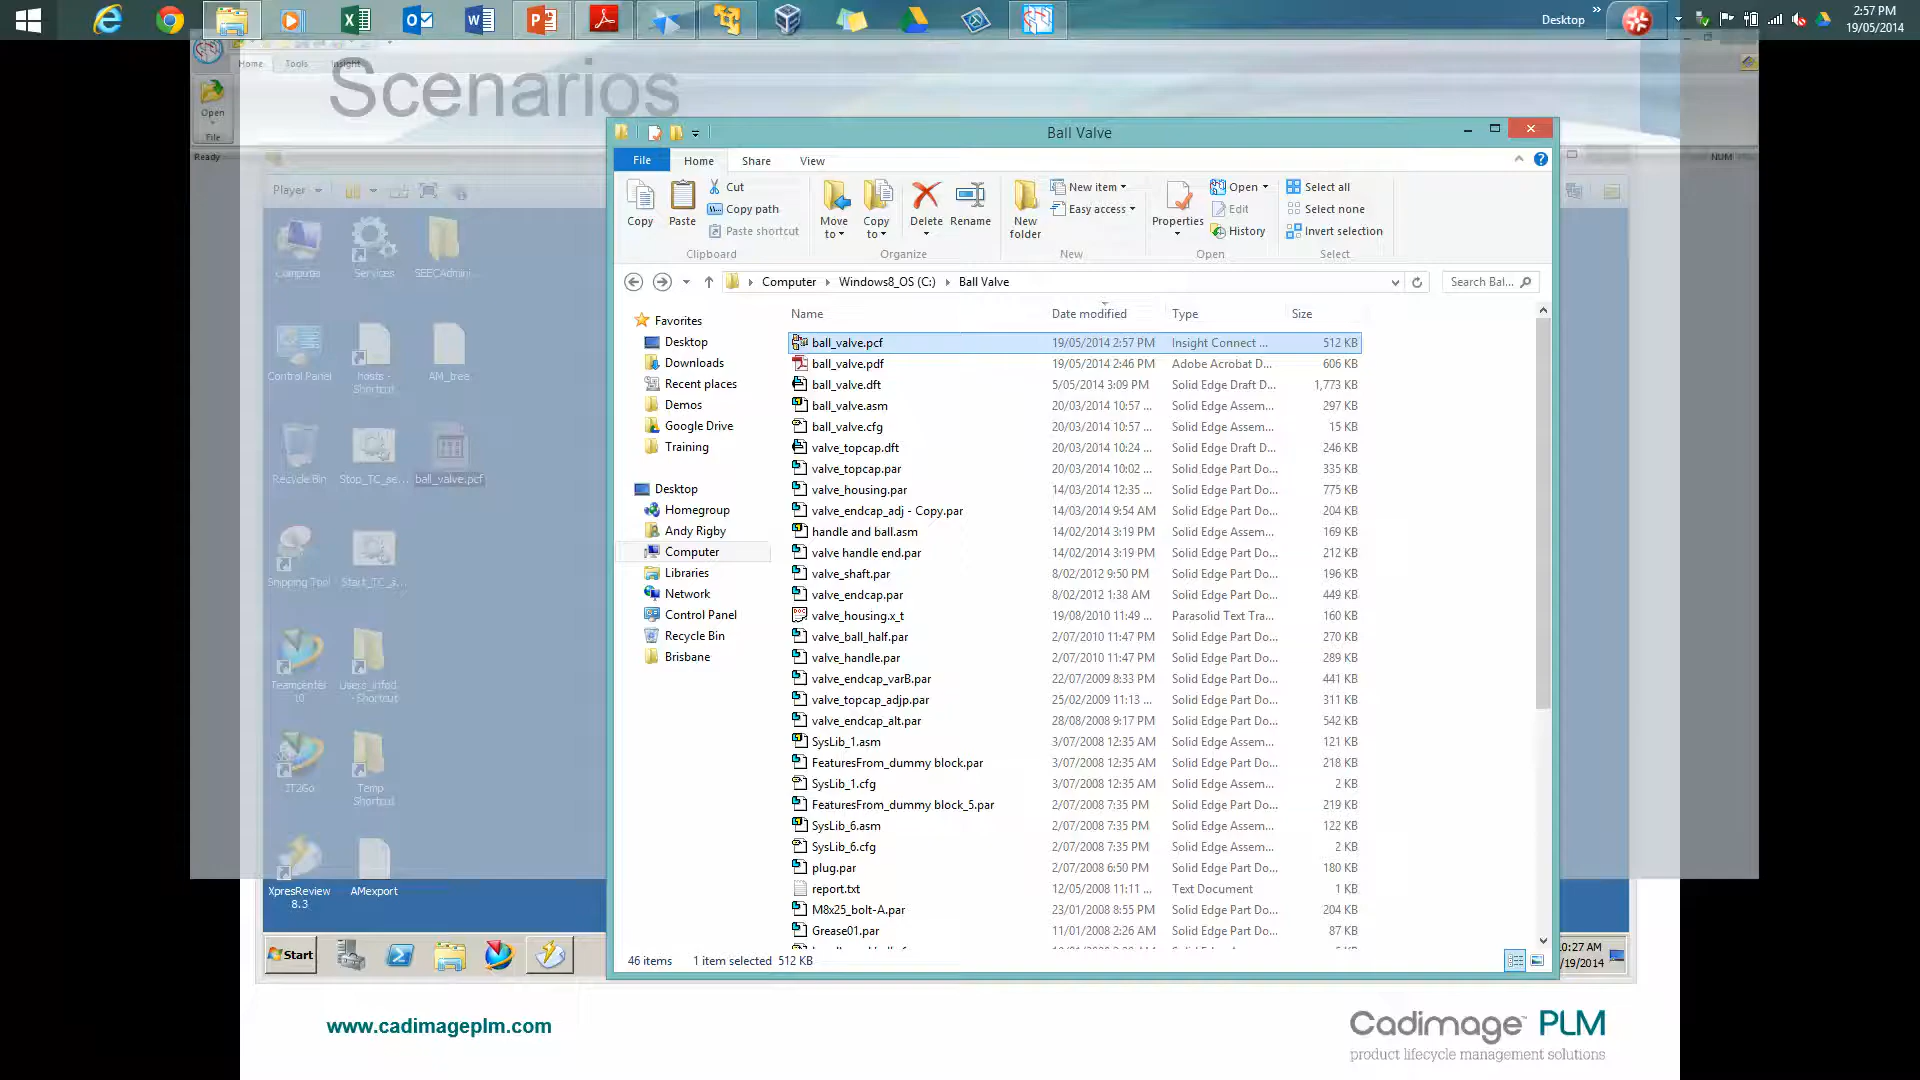 Desktop
2:57 PM
19/05/2014
Home Tools Insight
Scenarios
Open
File
Ready
NUM
Player
Computer Services SEECAdmini...
Control Panel hosts - Shortcut AM_tree
Recycle Bin Stop_TC_se... ball_valve.pcf
Snipping Tool Start_TC_s...
Teamcenter 10 Users_infod... - Shortcut
JT2Go Temp Shortcut
XpresReview 8.3 AMexport
Start
Ball Valve
File Home Share View
Copy Paste Cut
Copy path
Paste shortcut
Clipboard
Move to Copy to Delete Rename
Organize
New folder New item
Easy access
New
Properties Open
Edit
History
Open
Select all
Select none
Invert selection
Select
Computer Windows8_OS (C:) Ball Valve
Search Bal...
Favorites
Desktop
Downloads
Recent places
Demos
Google Drive
Training
Desktop
Homegroup
Andy Rigby
Computer
Libraries
Network
Control Panel
Recycle Bin
Brisbane
Name Date modified Type Size
ball_valve.pcf 19/05/2014 2:57 PM Insight Connect ... 512 KB
ball_valve.pdf 19/05/2014 2:46 PM Adobe Acrobat D... 606 KB
ball_valve.dft 5/05/2014 3:09 PM Solid Edge Draft D... 1,773 KB
ball_valve.asm 20/03/2014 10:57 ... Solid Edge Assem... 297 KB
ball_valve.cfg 20/03/2014 10:57 ... Solid Edge Assem... 15 KB
valve_topcap.dft 20/03/2014 10:24 ... Solid Edge Draft D... 246 KB
valve_topcap.par 20/03/2014 10:02 ... Solid Edge Part Do... 335 KB
valve_housing.par 14/03/2014 12:35 ... Solid Edge Part Do... 775 KB
valve_endcap_adj - Copy.par 14/03/2014 9:54 AM Solid Edge Part Do... 204 KB
handle and ball.asm 14/02/2014 3:19 PM Solid Edge Assem... 169 KB
valve handle end.par 14/02/2014 3:19 PM Solid Edge Part Do... 212 KB
valve_shaft.par 8/02/2012 9:50 PM Solid Edge Part Do... 196 KB
valve_endcap.par 8/02/2012 1:38 AM Solid Edge Part Do... 449 KB
valve_housing.x_t 19/08/2010 11:49 ... Parasolid Text Tra... 160 KB
valve_ball_half.par 2/07/2010 11:47 PM Solid Edge Part Do... 270 KB
valve_handle.par 2/07/2010 11:47 PM Solid Edge Part Do... 289 KB
valve_endcap_varB.par 22/07/2009 8:33 PM Solid Edge Part Do... 441 KB
valve_topcap_adjp.par 25/02/2009 11:13 ... Solid Edge Part Do... 311 KB
valve_endcap_alt.par 28/08/2008 9:17 PM Solid Edge Part Do... 542 KB
SysLib_1.asm 3/07/2008 12:35 AM Solid Edge Assem... 121 KB
FeaturesFrom_dummy block.par 3/07/2008 12:35 AM Solid Edge Part Do... 218 KB
SysLib_1.cfg 3/07/2008 12:35 AM Solid Edge Assem... 2 KB
FeaturesFrom_dummy block_5.par 2/07/2008 7:35 PM Solid Edge Part Do... 219 KB
SysLib_6.asm 2/07/2008 7:35 PM Solid Edge Assem... 122 KB
SysLib_6.cfg 2/07/2008 7:35 PM Solid Edge Assem... 2 KB
plug.par 2/07/2008 6:50 PM Solid Edge Part Do... 180 KB
report.txt 12/05/2008 11:11 ... Text Document 1 KB
M8x25_bolt-A.par 23/01/2008 8:55 PM Solid Edge Part Do... 204 KB
Grease01.par 11/01/2008 2:26 AM Solid Edge Part Do... 87 KB
46 items 1 item selected 512 KB
0:27 AM
/19/2014
www.cadimageplm.com
Cadimage™ PLM
product lifecycle management solutions